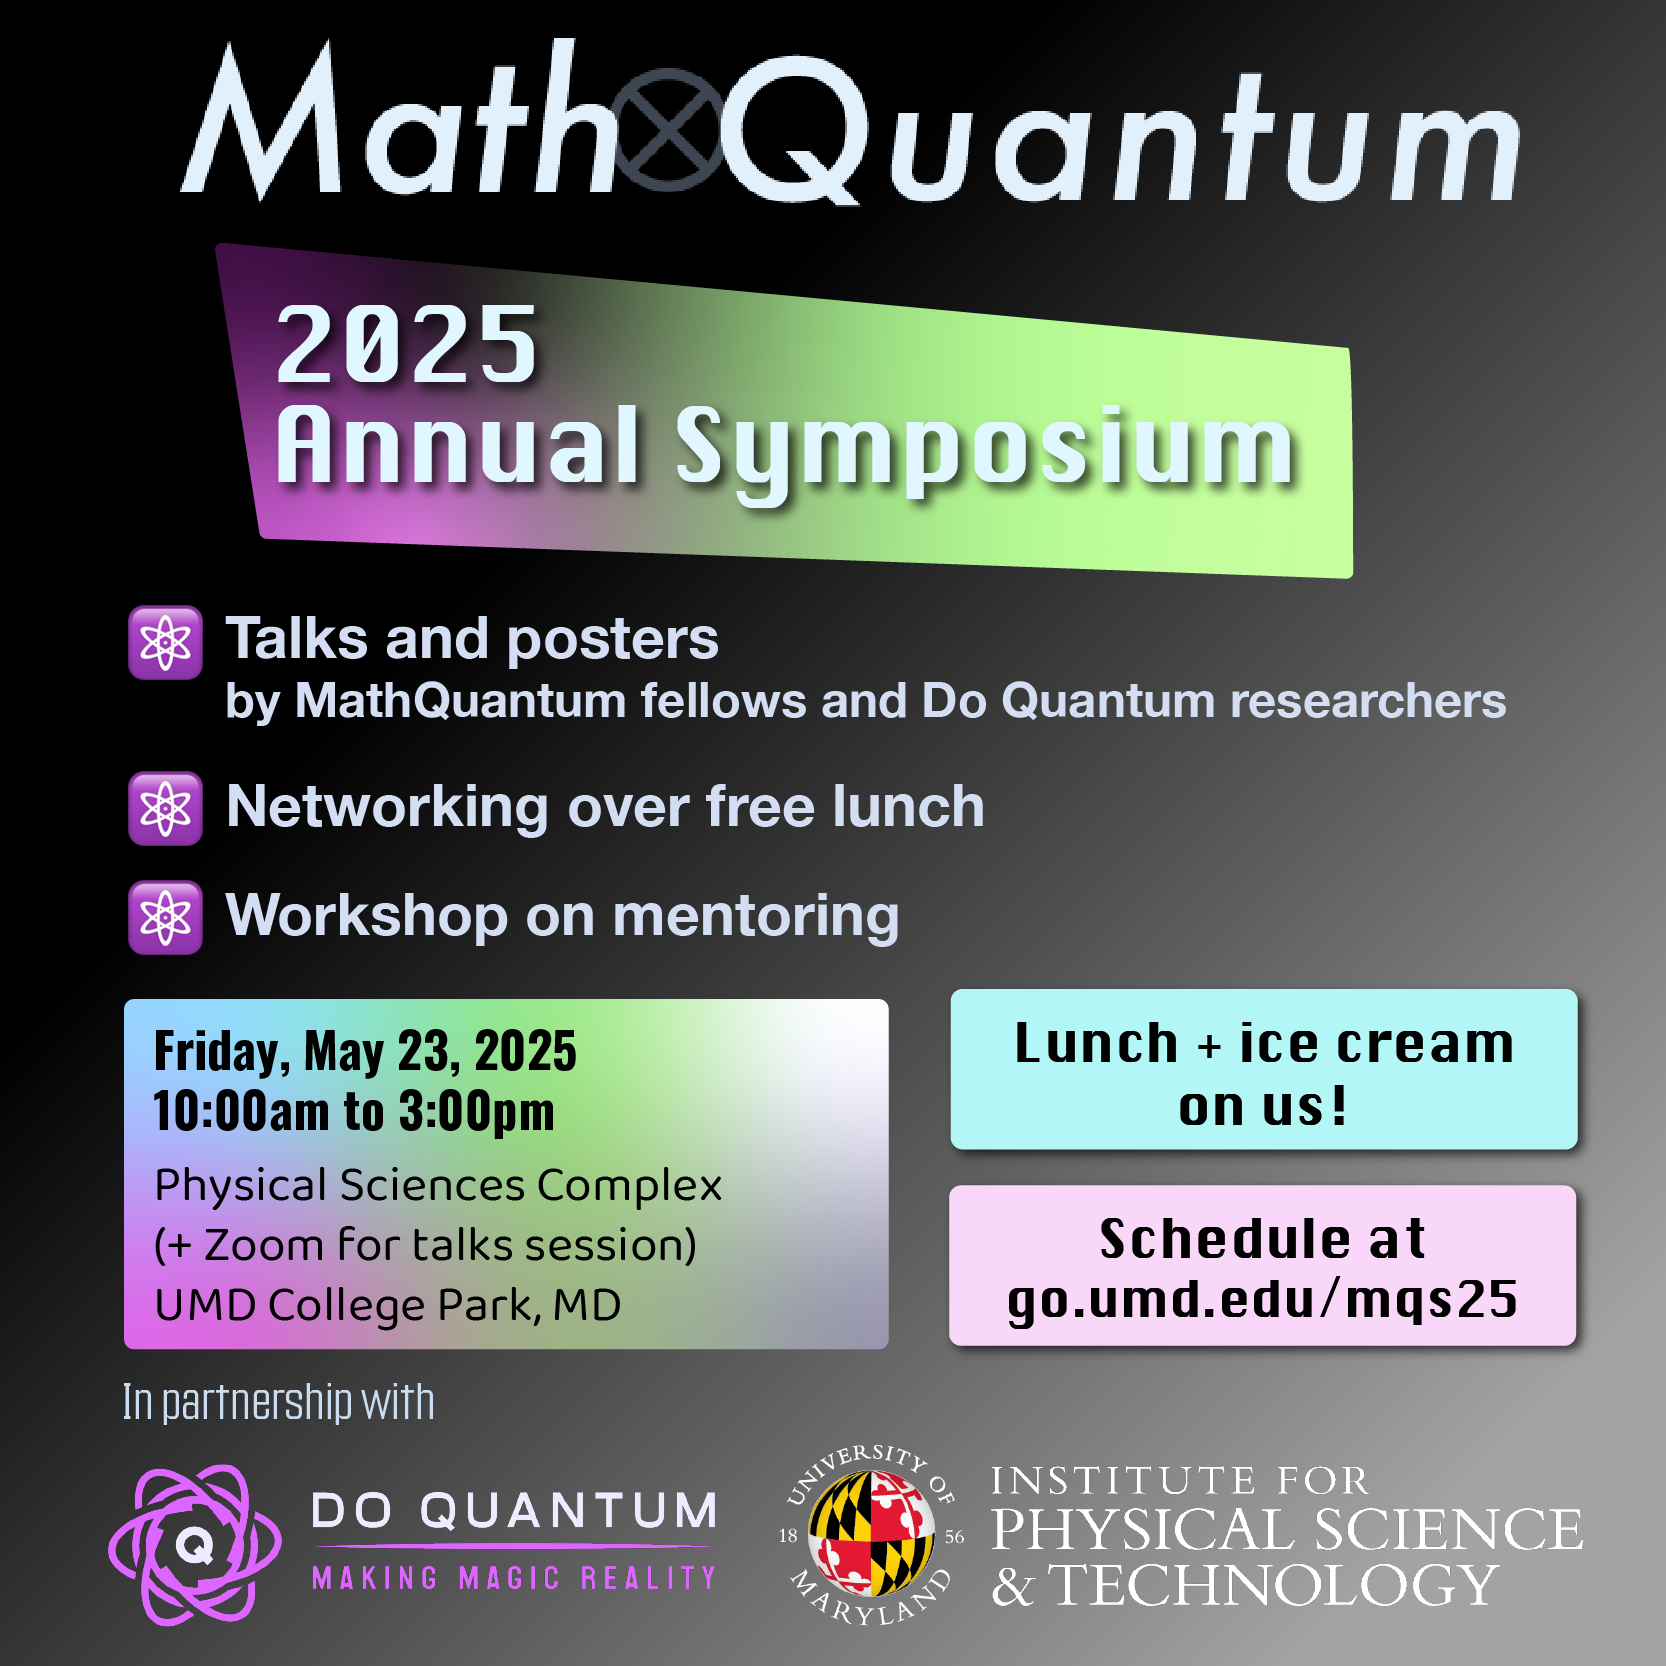 Math⊗Quantum
2025
Annual Symposium
Talks and posters
by MathQuantum fellows and Do Quantum researchers
Networking over free lunch
Workshop on mentoring
Friday, May 23, 2025
10:00am to 3:00pm
Physical Sciences Complex
(+ Zoom for talks session)
UMD College Park, MD
Lunch + ice cream
on us!
Schedule at
go.umd.edu/mqs25
In partnership with
Q
DO QUANTUM
MAKING MAGIC REALITY
UNIVERSITY OF
18 56
MARYLAND
INSTITUTE FOR
PHYSICAL SCIENCE
& TECHNOLOGY